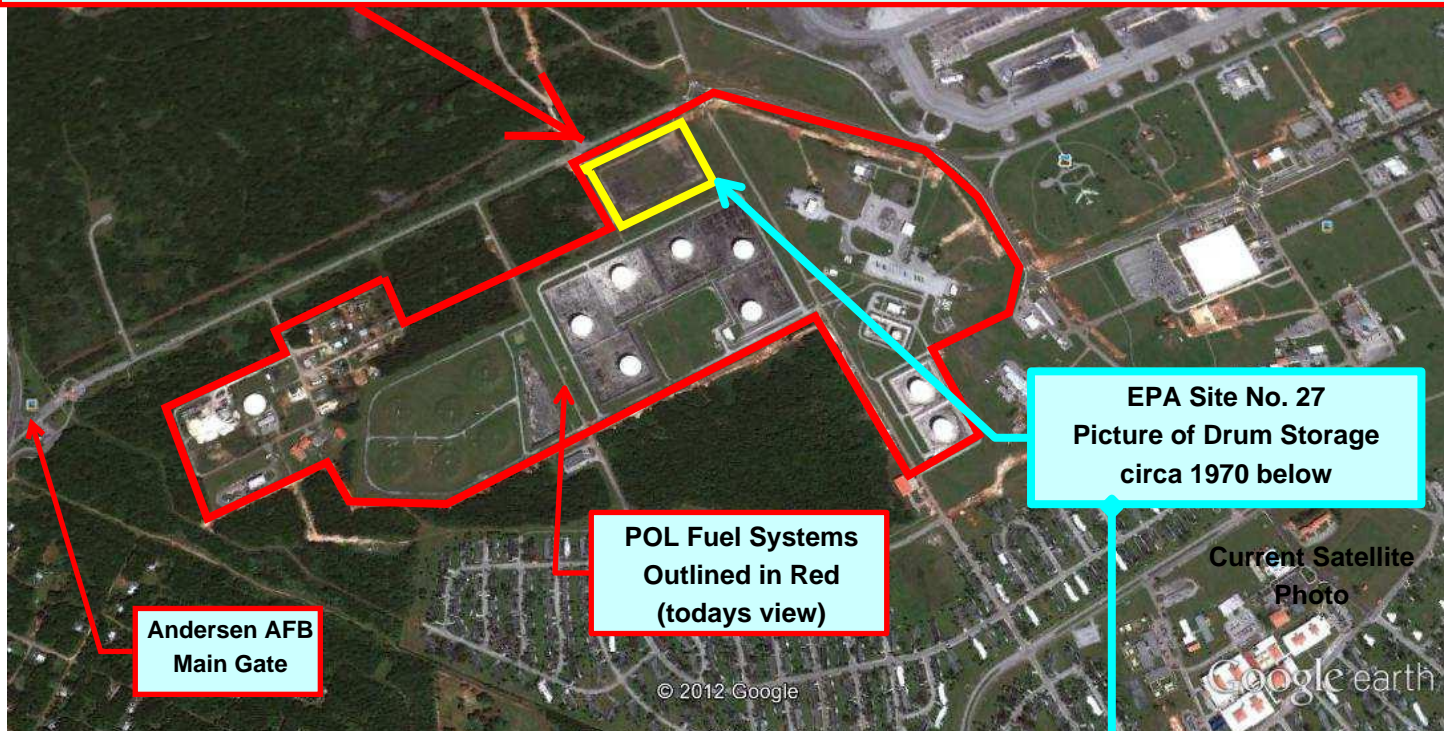 EPA Site No. 27
Picture of Drum Storage
circa 1970 below
POL Fuel Systems
Outlined in Red
(todays view)
Current Satellite
Photo
Andersen AFB
Main Gate
© 2012 Google
Google earth